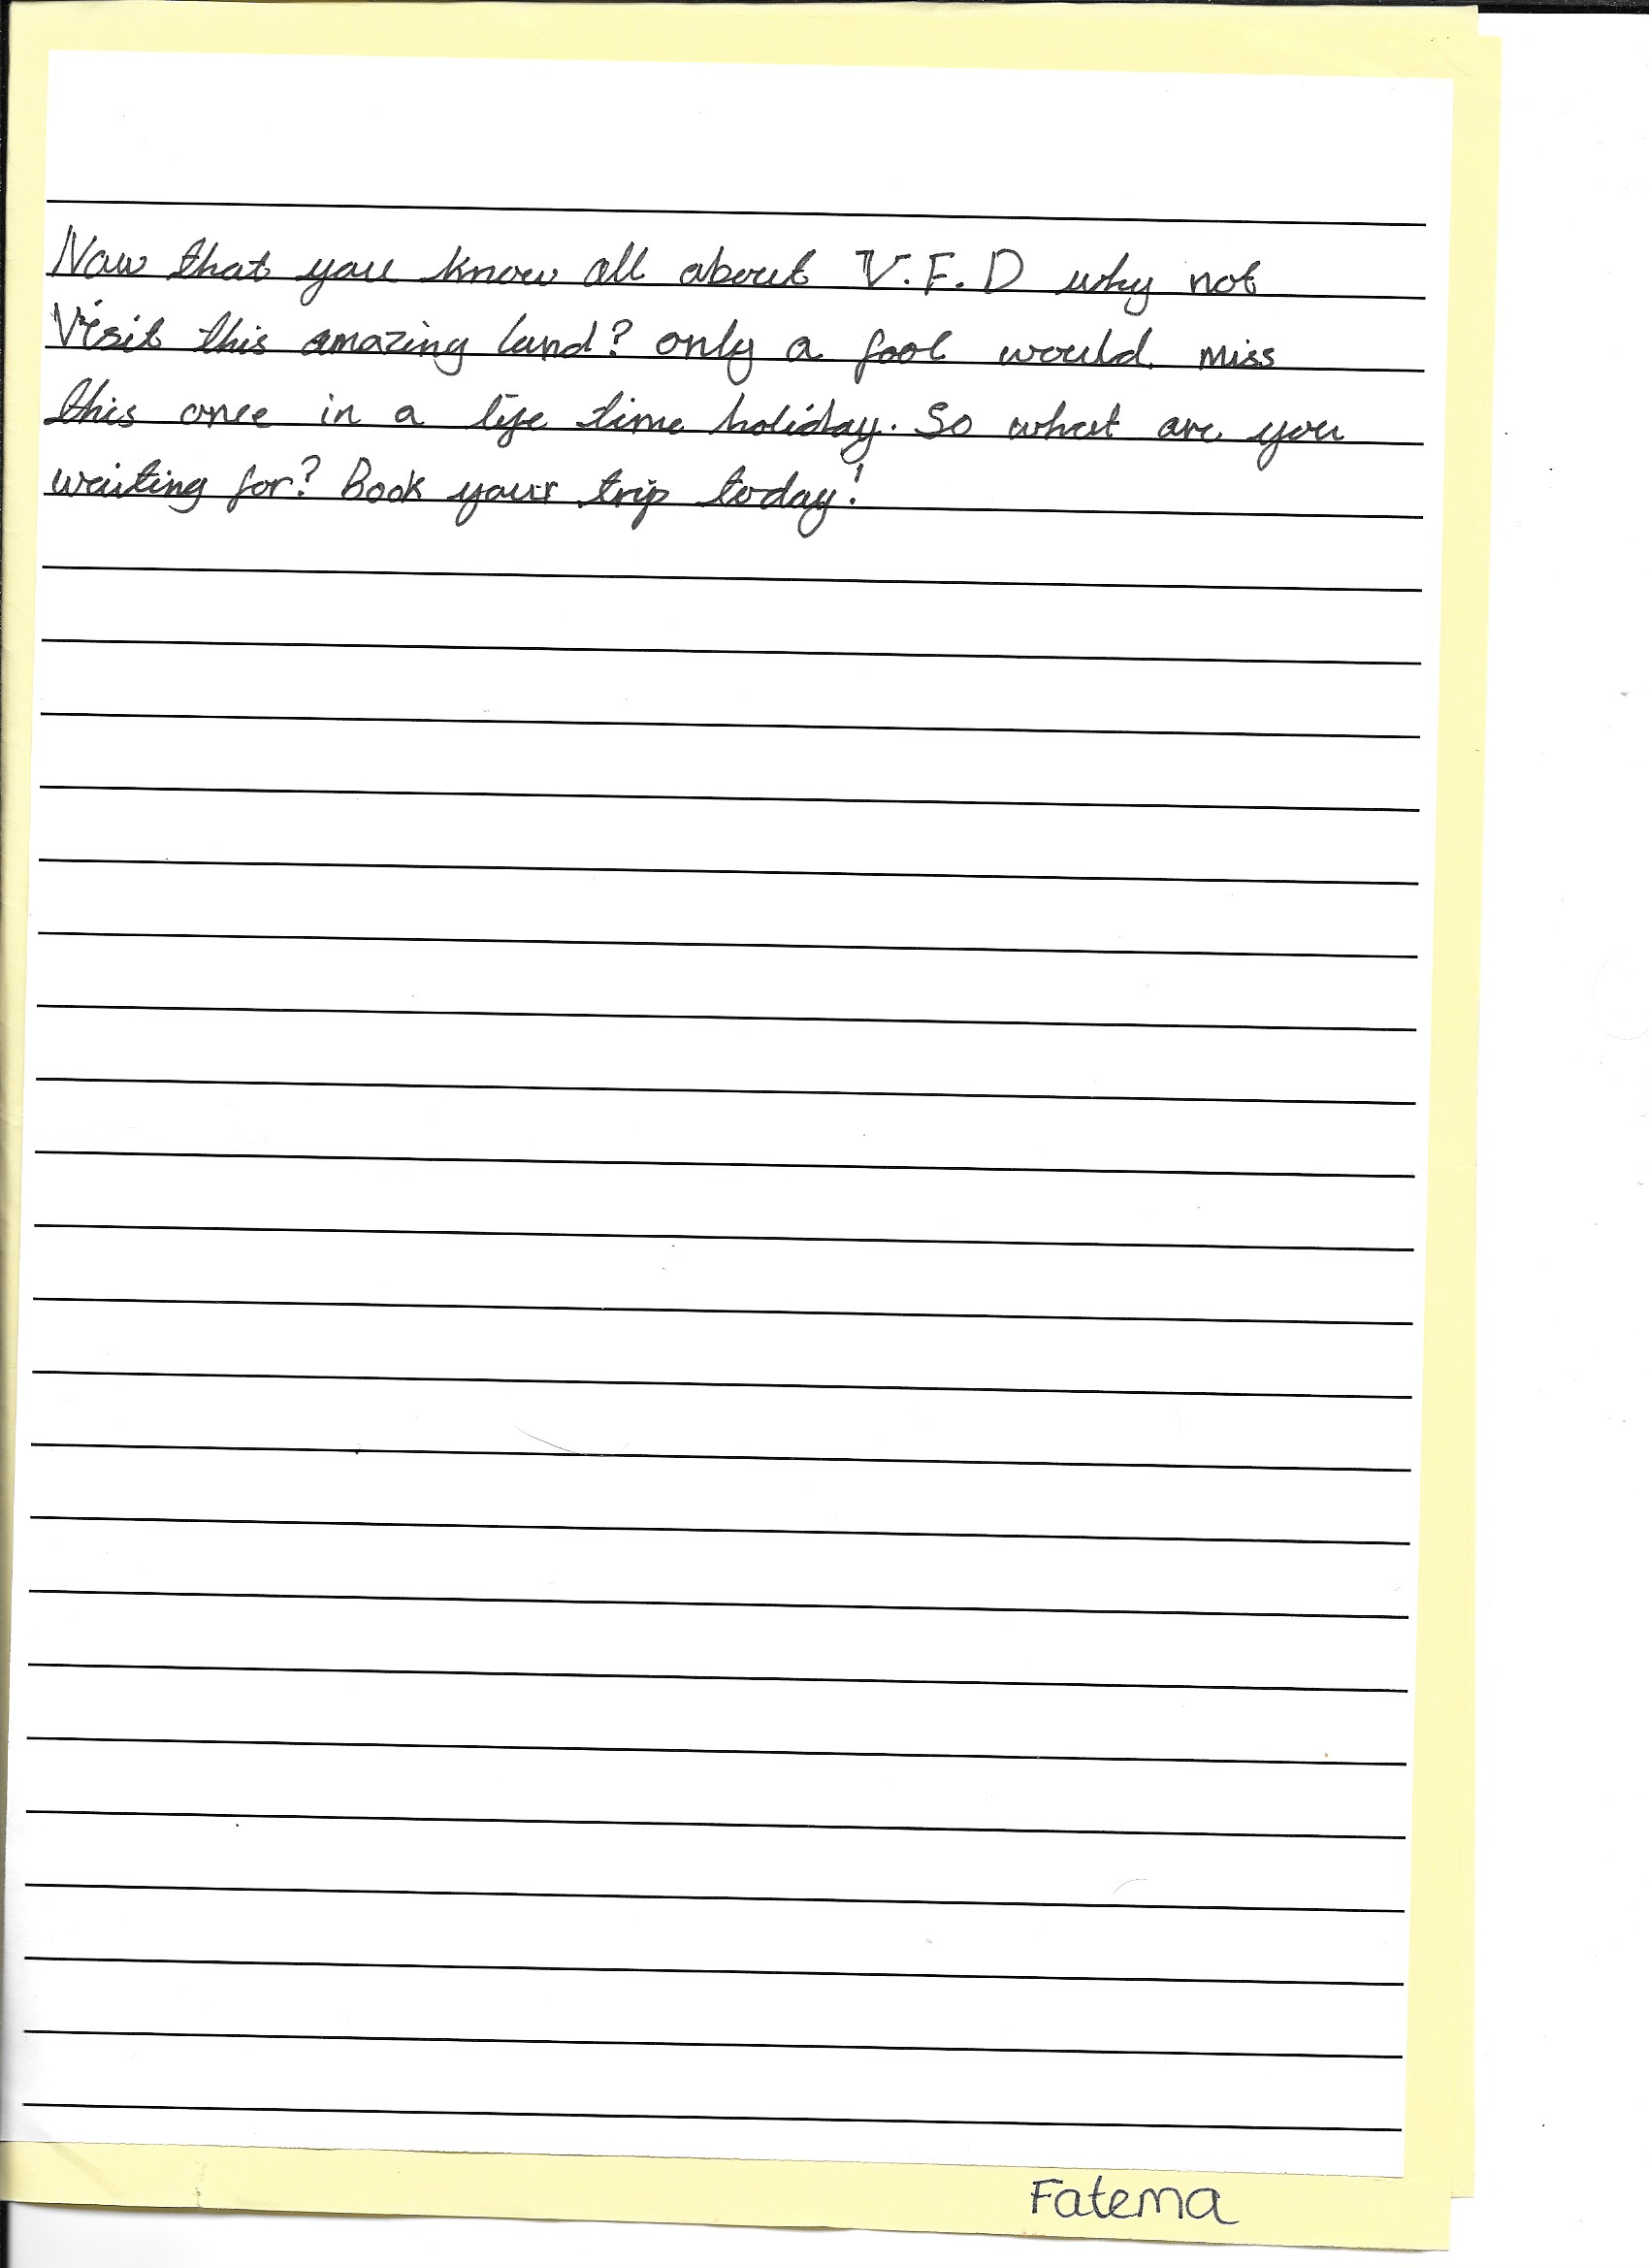 Now that you know all about V.F.D why not
Visit this amazing land? only a fool would miss
this once in a life time holiday. So what are you
waiting for? Book your trip today!
Fatema